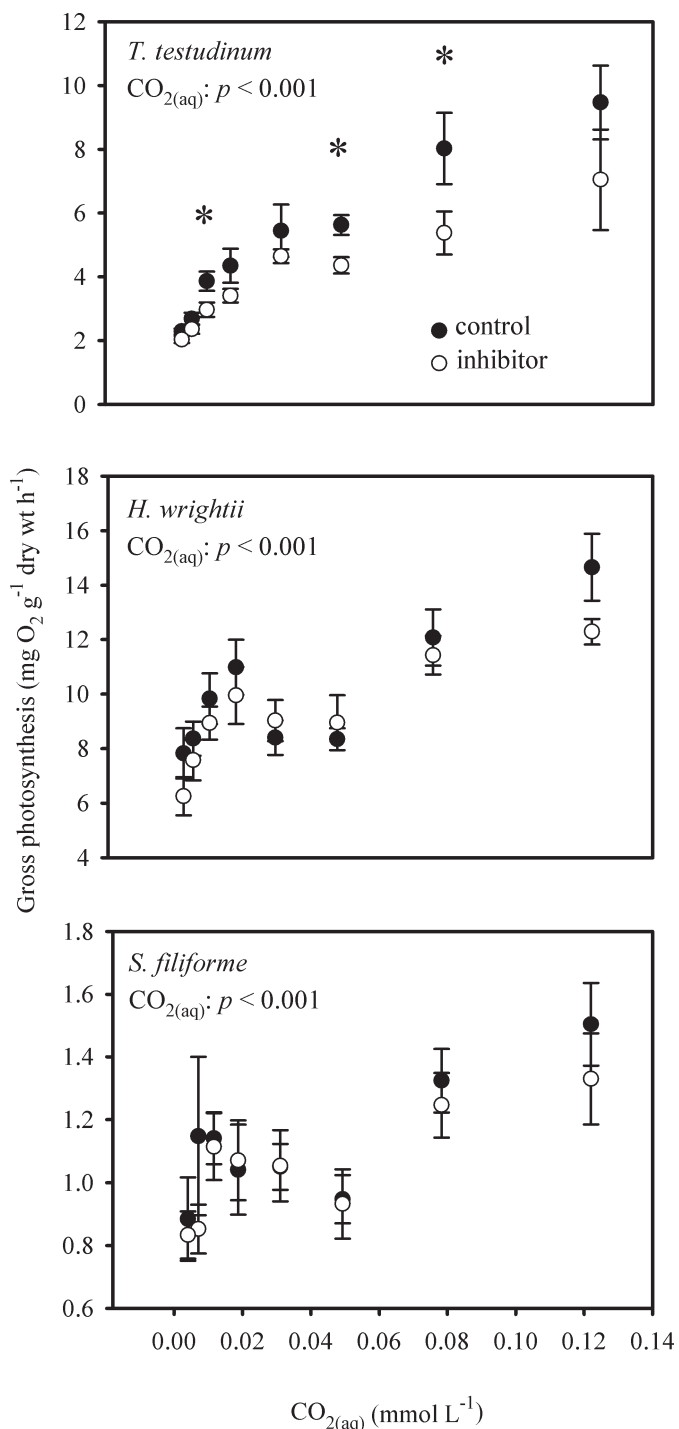 12
10
8
6
4
2
0
T. testudinum
CO₂₍aq₎: p < 0.001
*
*
*
control
inhibitor
Gross photosynthesis (mg O₂ g⁻¹ dry wt h⁻¹)
18
16
14
12
10
8
6
4
H. wrightii
CO₂₍aq₎: p < 0.001
1.8
1.6
1.4
1.2
1.0
0.8
0.6
S. filiforme
CO₂₍aq₎: p < 0.001
0.00 0.02 0.04 0.06 0.08 0.10 0.12 0.14
CO₂₍aq₎ (mmol L⁻¹)